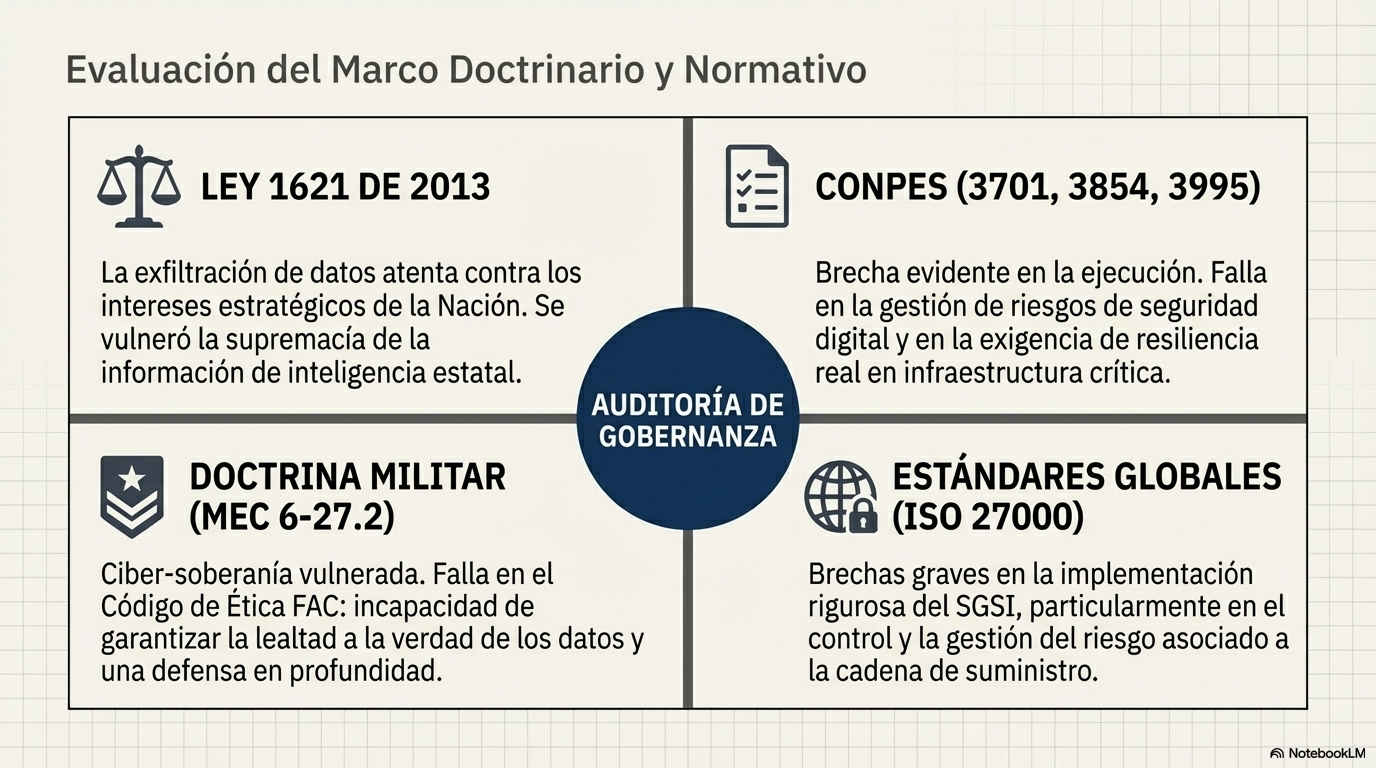 Evaluación del Marco Doctrinario y Normativo
LEY 1621 DE 2013
La exfiltración de datos atenta contra los
intereses estratégicos de la Nación. Se
vulneró la supremacía de la
información de inteligencia estatal.
CONPES (3701, 3854, 3995)
Brecha evidente en la ejecución. Falla
en la gestión de riesgos de seguridad
digital y en la exigencia de resiliencia
real en infraestructura crítica.
AUDITORÍA DE
GOBERNANZA
DOCTRINA MILITAR
(MEC 6-27.2)
Ciber-soberanía vulnerada. Falla en el
Código de Ética FAC: incapacidad de
garantizar la lealtad a la verdad de los datos y
una defensa en profundidad.
ESTÁNDARES GLOBALES
(ISO 27000)
Brechas graves en la implementación
rigurosa del SGSI, particularmente en el
control y la gestión del riesgo asociado a
la cadena de suministro.
NotebookLM